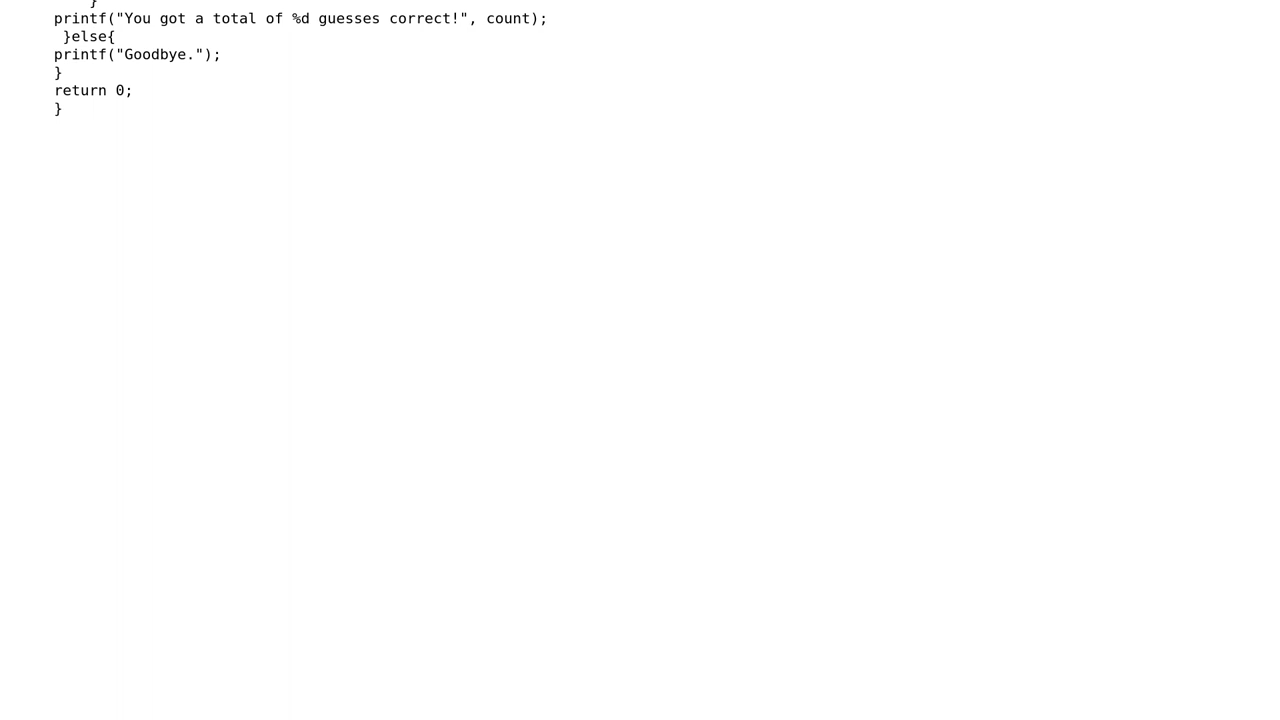 }
printf("You got a total of %d guesses correct!", count);
}else{
printf("Goodbye.");
}
return 0;
}